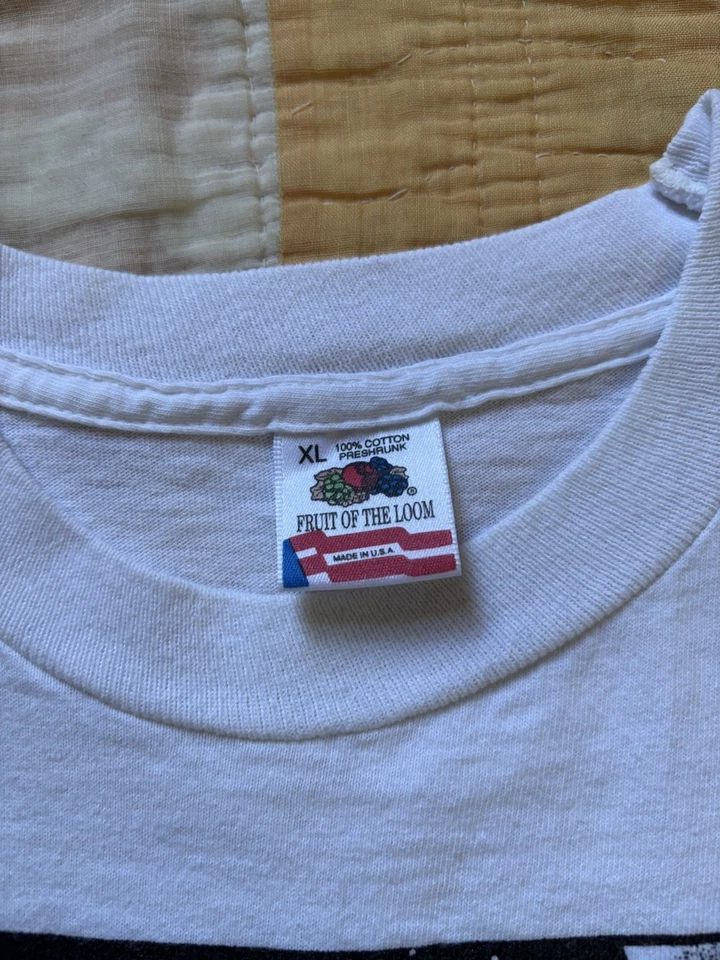 XL 100% COTTON
PRESHRUNK
®
FRUIT OF THE LOOM
MADE IN U.S.A.